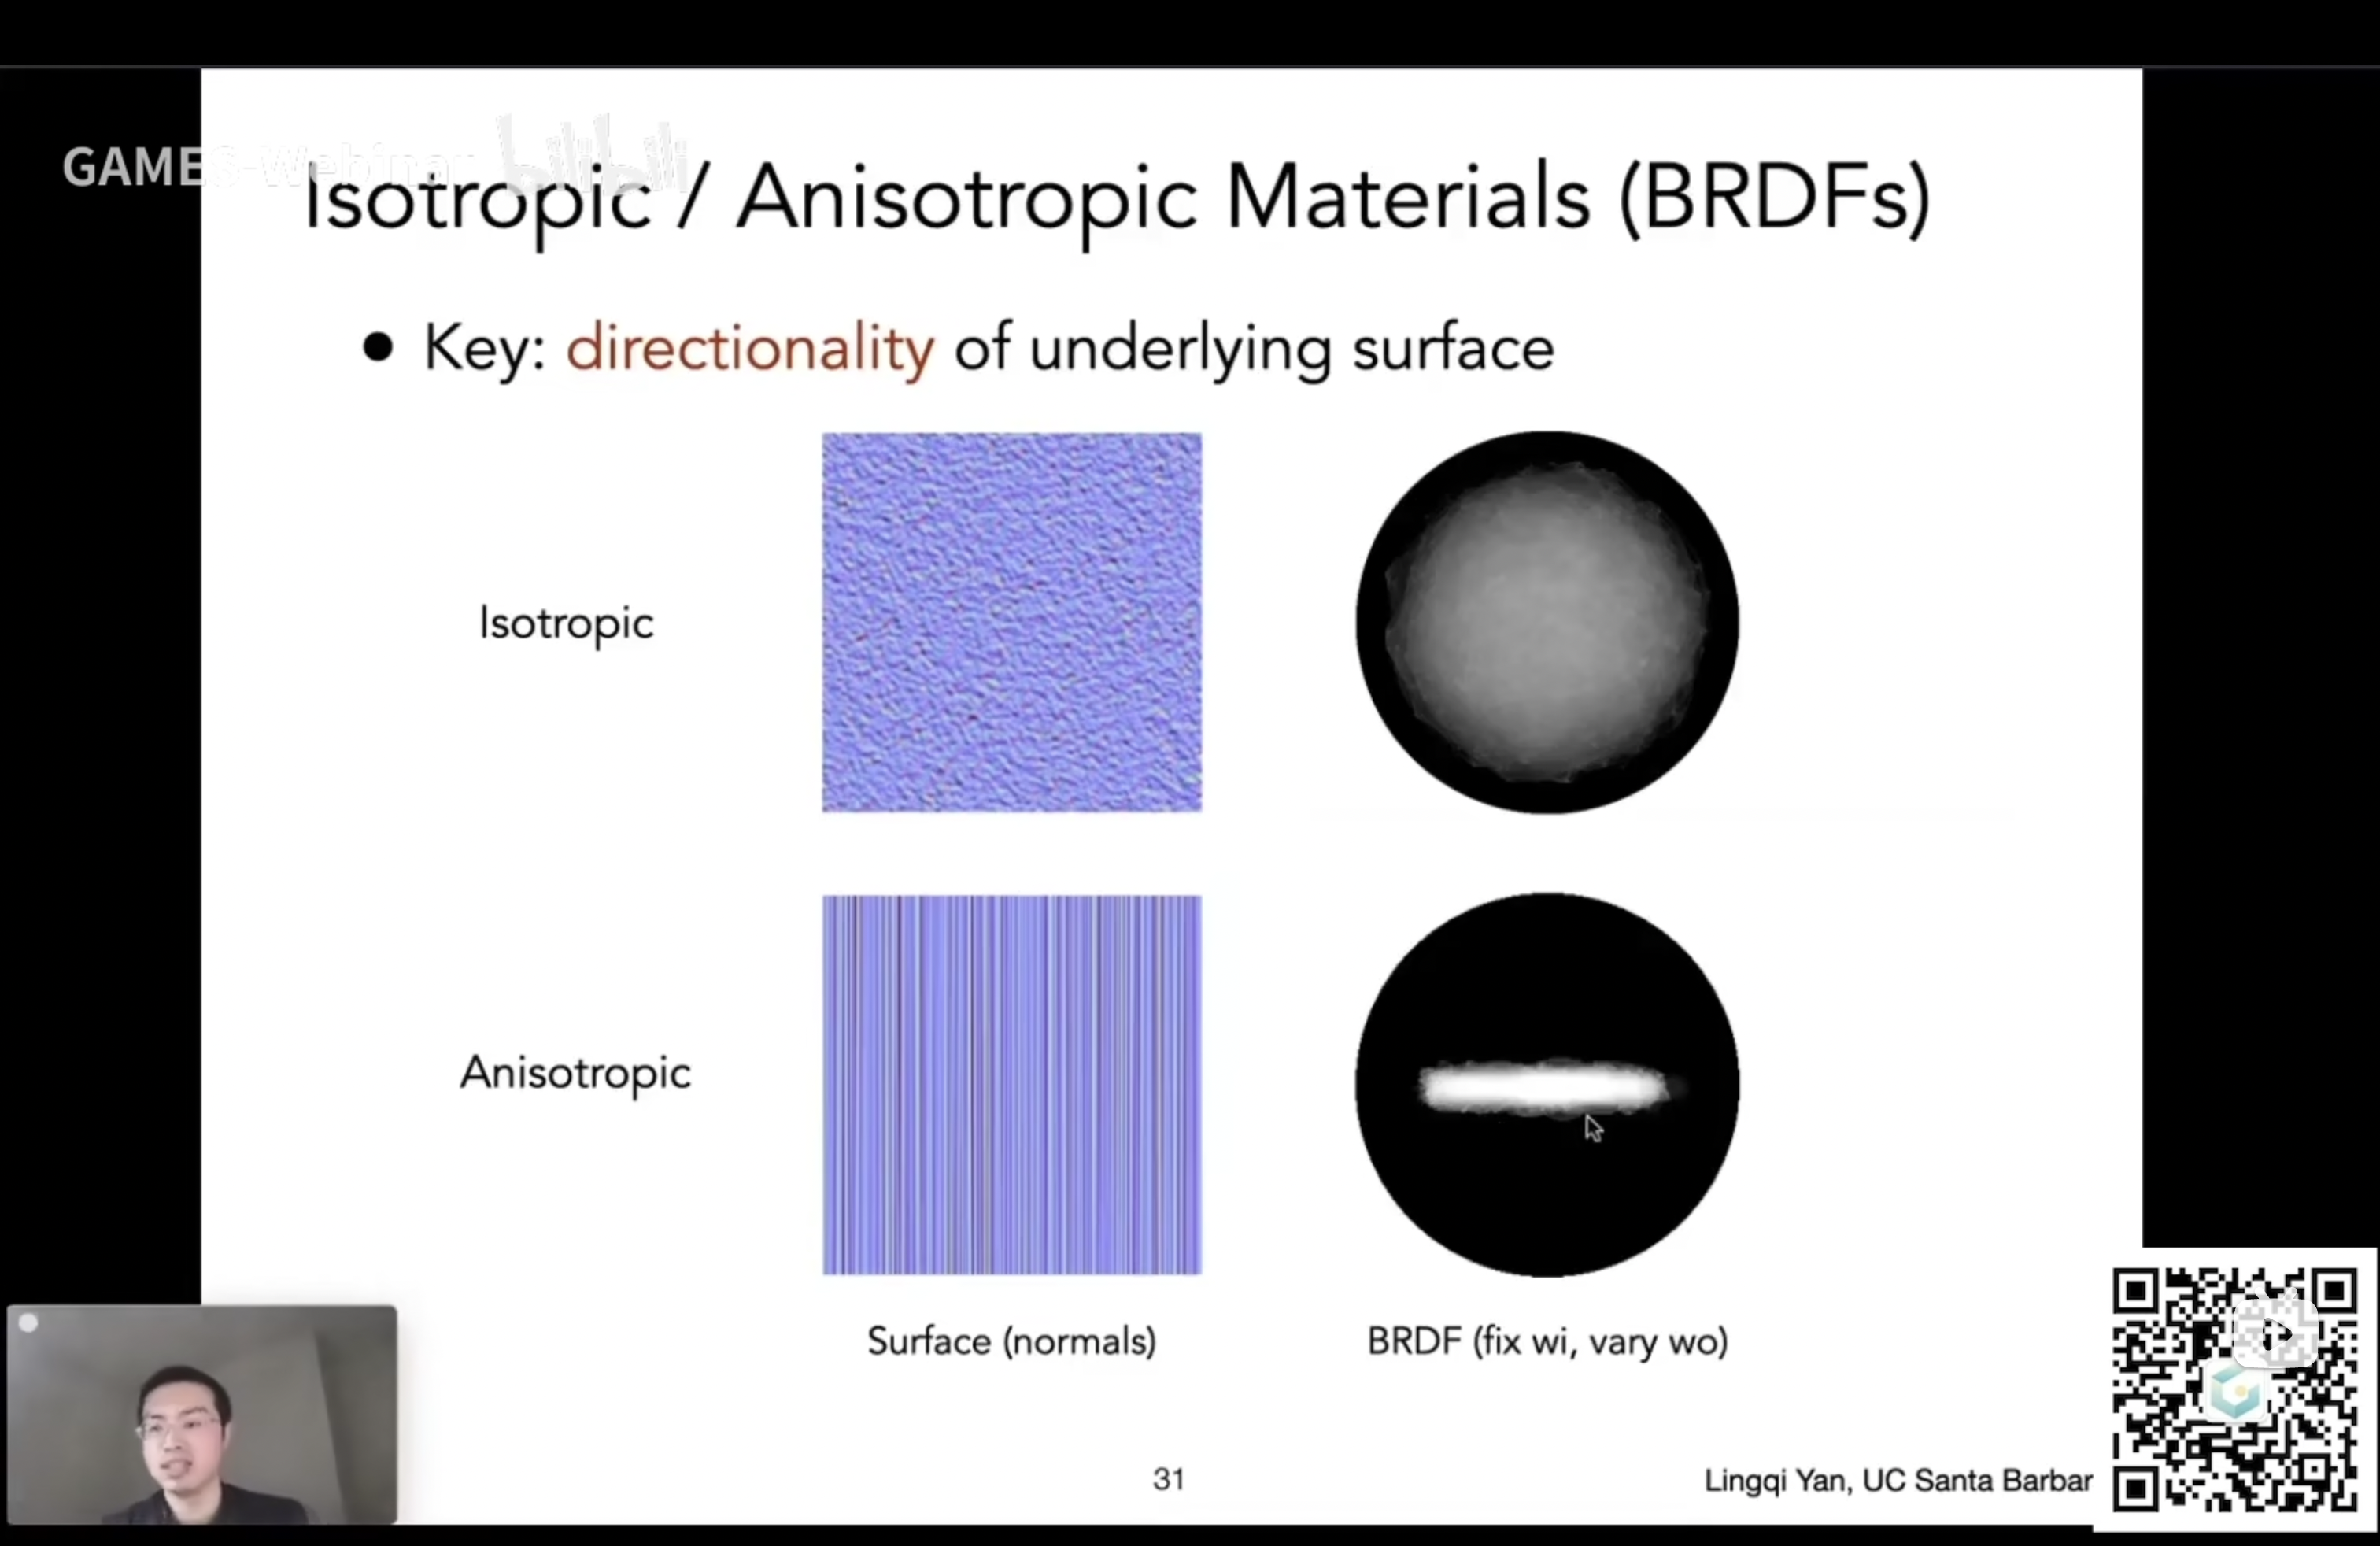 GAMES-Webinar bilibili
Isotropic / Anisotropic Materials (BRDFs)
● Key: directionality of underlying surface
Isotropic
Anisotropic
Surface (normals)
BRDF (fix wi, vary wo)
31
Lingqi Yan, UC Santa Barbar